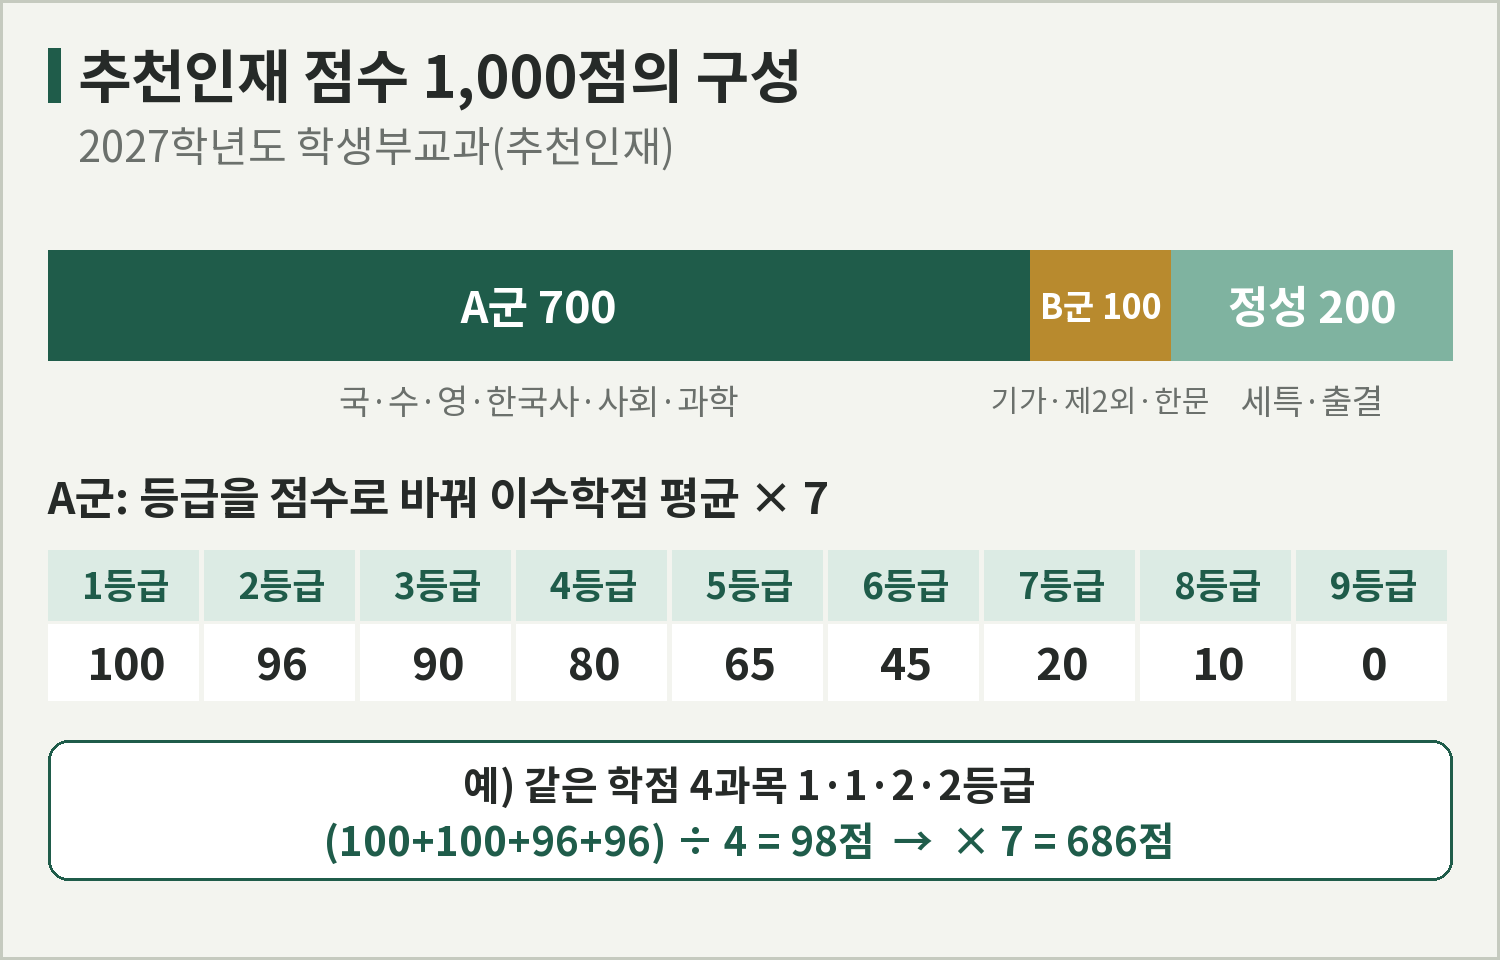 추천인재 점수 1,000점의 구성
2027학년도 학생부교과(추천인재)
A군 700 B군 100 정성 200
국·수·영·한국사·사회·과학 기가·제2외·한문 세특·출결
A군: 등급을 점수로 바꿔 이수학점 평균 × 7
1등급 2등급 3등급 4등급 5등급 6등급 7등급 8등급 9등급
100 96 90 80 65 45 20 10 0
예) 같은 학점 4과목 1·1·2·2등급
(100+100+96+96) ÷ 4 = 98점 → × 7 = 686점